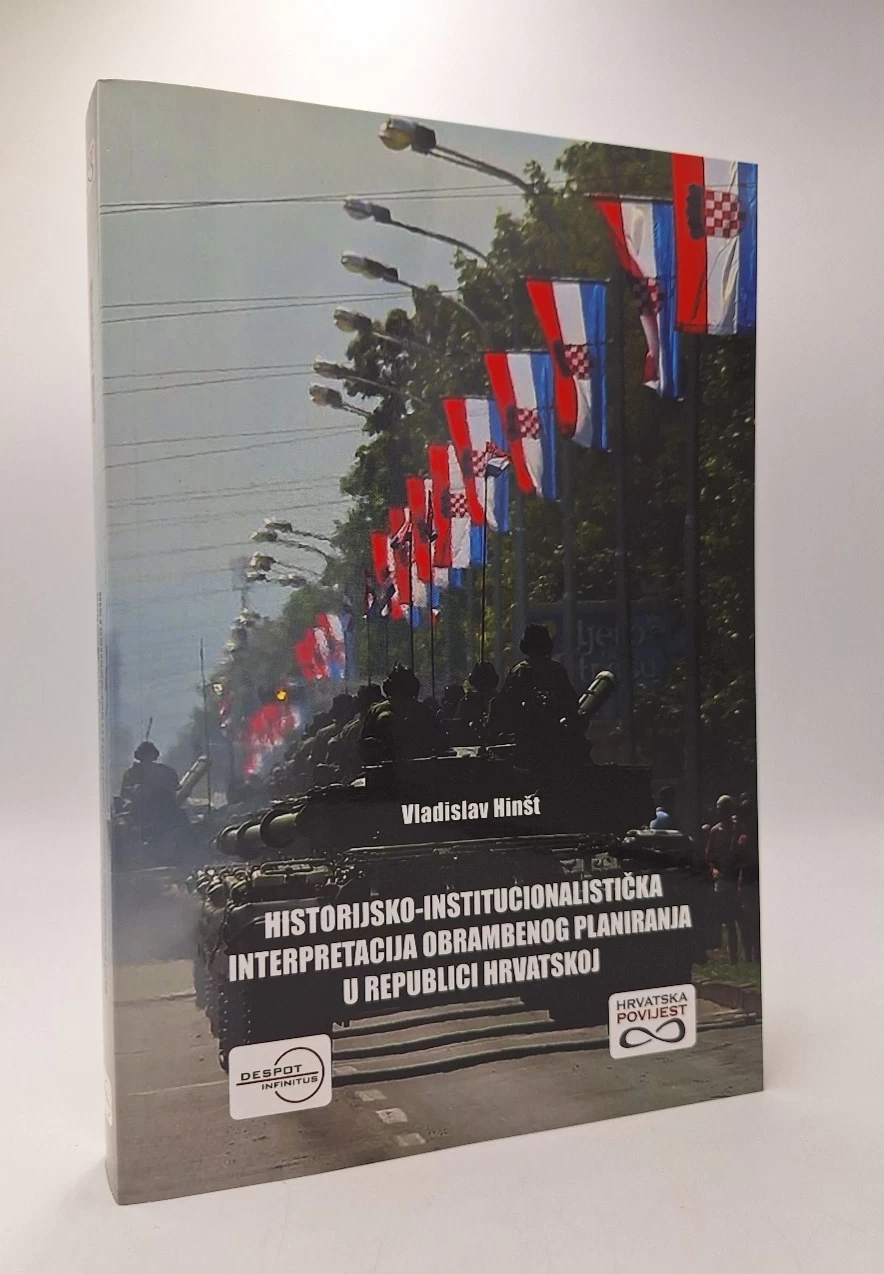 Vladislav Hinšt
HISTORIJSKO-INSTITUCIONALISTIČKA
INTERPRETACIJA OBRAMBENOG PLANIRANJA
U REPUBLICI HRVATSKOJ
DESPOT
INFINITUS
HRVATSKA
POVIJEST